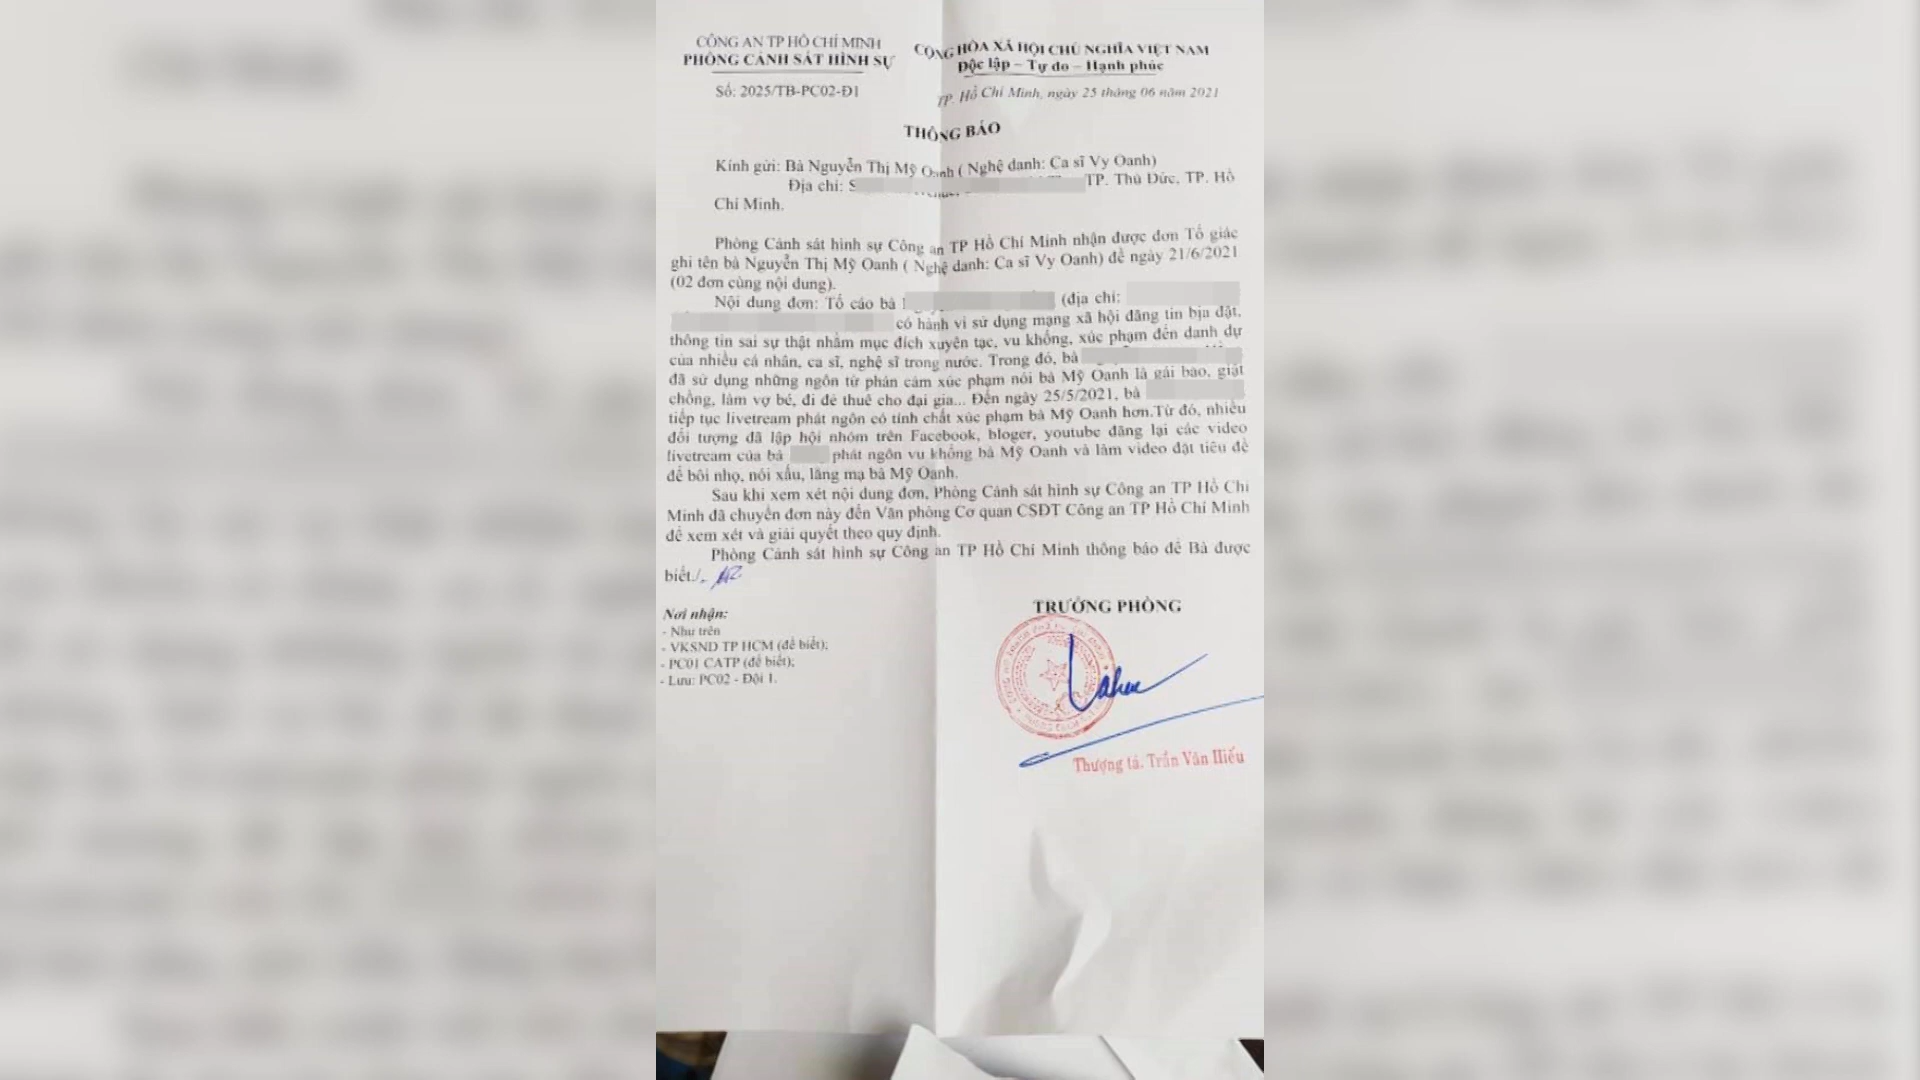 CÔNG AN TP HỒ CHÍ MINH
PHÒNG CẢNH SÁT HÌNH SỰ
Số: 2025/TB-PC02-Đ1
CỘNG HÒA XÃ HỘI CHỦ NGHĨA VIỆT NAM
Độc lập – Tự do – Hạnh phúc
TP. Hồ Chí Minh, ngày 25 tháng 06 năm 2021
THÔNG BÁO
Kính gửi: Bà Nguyễn Thị Mỹ Oanh ( Nghệ danh: Ca sĩ Vy Oanh)
Địa chỉ: TP. Thủ Đức, TP. Hồ
Chí Minh.
Phòng Cảnh sát hình sự Công an TP Hồ Chí Minh nhận được đơn Tố giác
ghi tên bà Nguyễn Thị Mỹ Oanh ( Nghệ danh: Ca sĩ Vy Oanh) đề ngày 21/6/2021
(02 đơn cùng nội dung).
Nội dung đơn: Tố cáo bà (địa chỉ:
có hành vi sử dụng mạng xã hội đăng tin bịa đặt,
thông tin sai sự thật nhằm mục đích xuyên tạc, vu khống, xúc phạm đến danh dự
của nhiều cá nhân, ca sĩ, nghệ sĩ trong nước. Trong đó, bà
đã sử dụng những ngôn từ phản cảm xúc phạm nói bà Mỹ Oanh là gái bao, giật
chồng, làm vợ bé, đi đẻ thuê cho đại gia... Đến ngày 25/5/2021, bà
tiếp tục livetream phát ngôn có tính chất xúc phạm bà Mỹ Oanh hơn.Từ đó, nhiều
đối tượng đã lập hội nhóm trên Facebook, bloger, youtube đăng lại các video
livetream của bà phát ngôn vu khống bà Mỹ Oanh và làm video đặt tiêu đề
để bôi nhọ, nói xấu, lăng mạ bà Mỹ Oanh.
Sau khi xem xét nội dung đơn, Phòng Cảnh sát hình sự Công an TP Hồ Chí
Minh đã chuyển đơn này đến Văn phòng Cơ quan CSĐT Công an TP Hồ Chí Minh
để xem xét và giải quyết theo quy định.
Phòng Cảnh sát hình sự Công an TP Hồ Chí Minh thông báo để Bà được
biết./.
Nơi nhận:
- Như trên
- VKSND TP HCM (để biết);
- PC01 CATP (để biết);
- Lưu: PC02 - Đội 1.
TRƯỞNG PHÒNG
Thượng tá. Trần Văn Hiếu